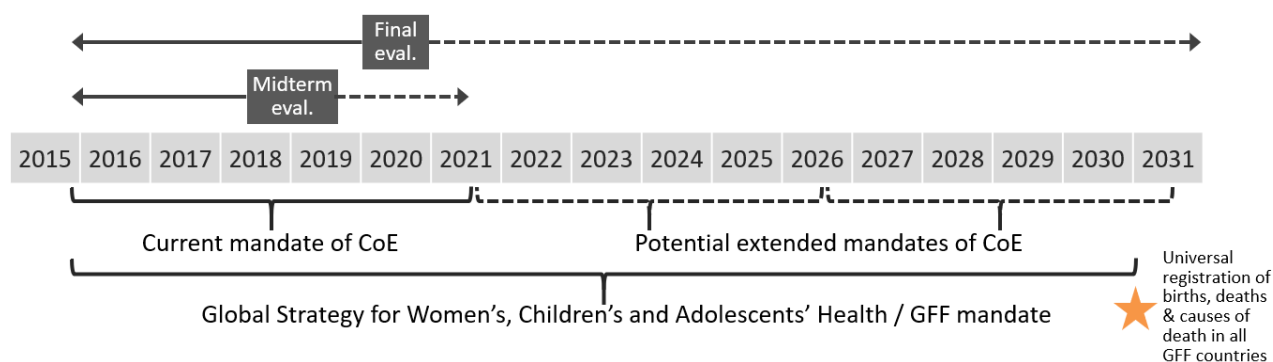 Final
eval.
Midterm
eval.
2015 2016 2017 2018 2019 2020 2021 2022 2023 2024 2025 2026 2027 2028 2029 2030 2031
Current mandate of CoE
Potential extended mandates of CoE
Global Strategy for Women’s, Children’s and Adolescents’ Health / GFF mandate
Universal
registration of
births, deaths
& causes of
death in all
GFF countries